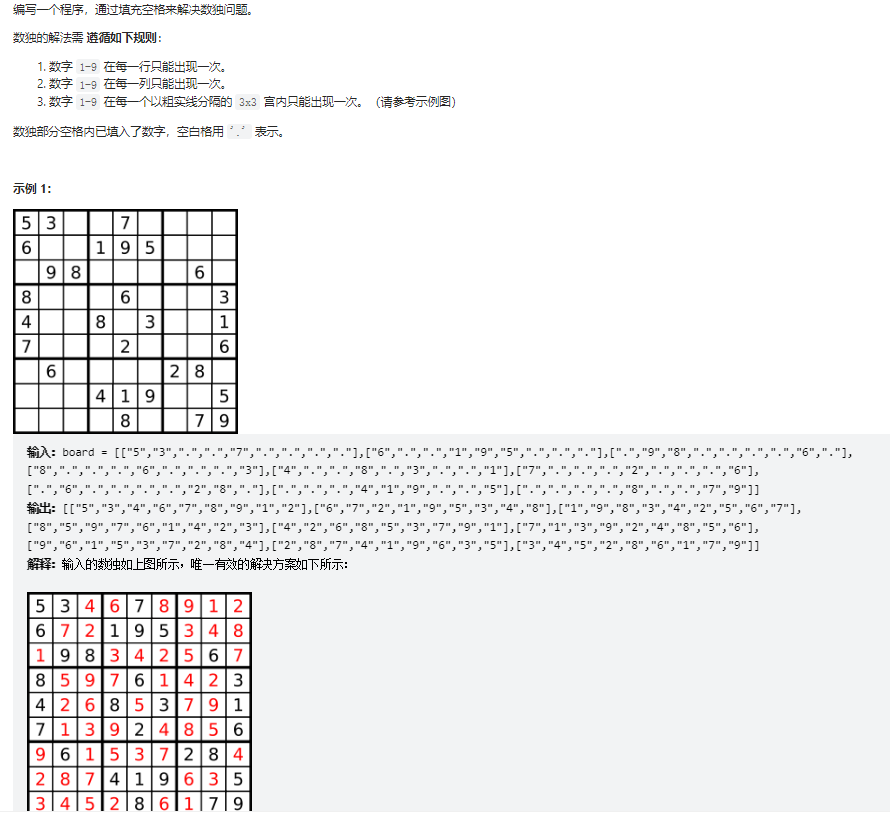 编写一个程序，通过填充空格来解决数独问题。
数独的解法需 遵循如下规则：
1. 数字 1-9 在每一行只能出现一次。
2. 数字 1-9 在每一列只能出现一次。
3. 数字 1-9 在每一个以粗实线分隔的 3x3 宫内只能出现一次。（请参考示例图）
数独部分空格内已填入了数字，空白格用 '.' 表示。
示例 1：
5 3 7
6 1 9 5
9 8 6
8 6 3
4 8 3 1
7 2 6
6 2 8
4 1 9 5
8 7 9
输入：board = [["5","3",".",".","7",".",".",".","."],["6",".",".","1","9","5",".",".","."],[".","9","8",".",".",".",".","6","."],
["8",".",".",".","6",".",".",".","3"],["4",".",".","8",".","3",".",".","1"],["7",".",".",".","2",".",".",".","6"],
[".","6",".",".",".",".","2","8","."],[".",".",".","4","1","9",".",".","5"],[".",".",".",".","8",".",".","7","9"]]
输出：[["5","3","4","6","7","8","9","1","2"],["6","7","2","1","9","5","3","4","8"],["1","9","8","3","4","2","5","6","7"],
["8","5","9","7","6","1","4","2","3"],["4","2","6","8","5","3","7","9","1"],["7","1","3","9","2","4","8","5","6"],
["9","6","1","5","3","7","2","8","4"],["2","8","7","4","1","9","6","3","5"],["3","4","5","2","8","6","1","7","9"]]
解释：输入的数独如上图所示，唯一有效的解决方案如下所示：
5 3 4 6 7 8 9 1 2
6 7 2 1 9 5 3 4 8
1 9 8 3 4 2 5 6 7
8 5 9 7 6 1 4 2 3
4 2 6 8 5 3 7 9 1
7 1 3 9 2 4 8 5 6
9 6 1 5 3 7 2 8 4
2 8 7 4 1 9 6 3 5
3 4 5 2 8 6 1 7 9